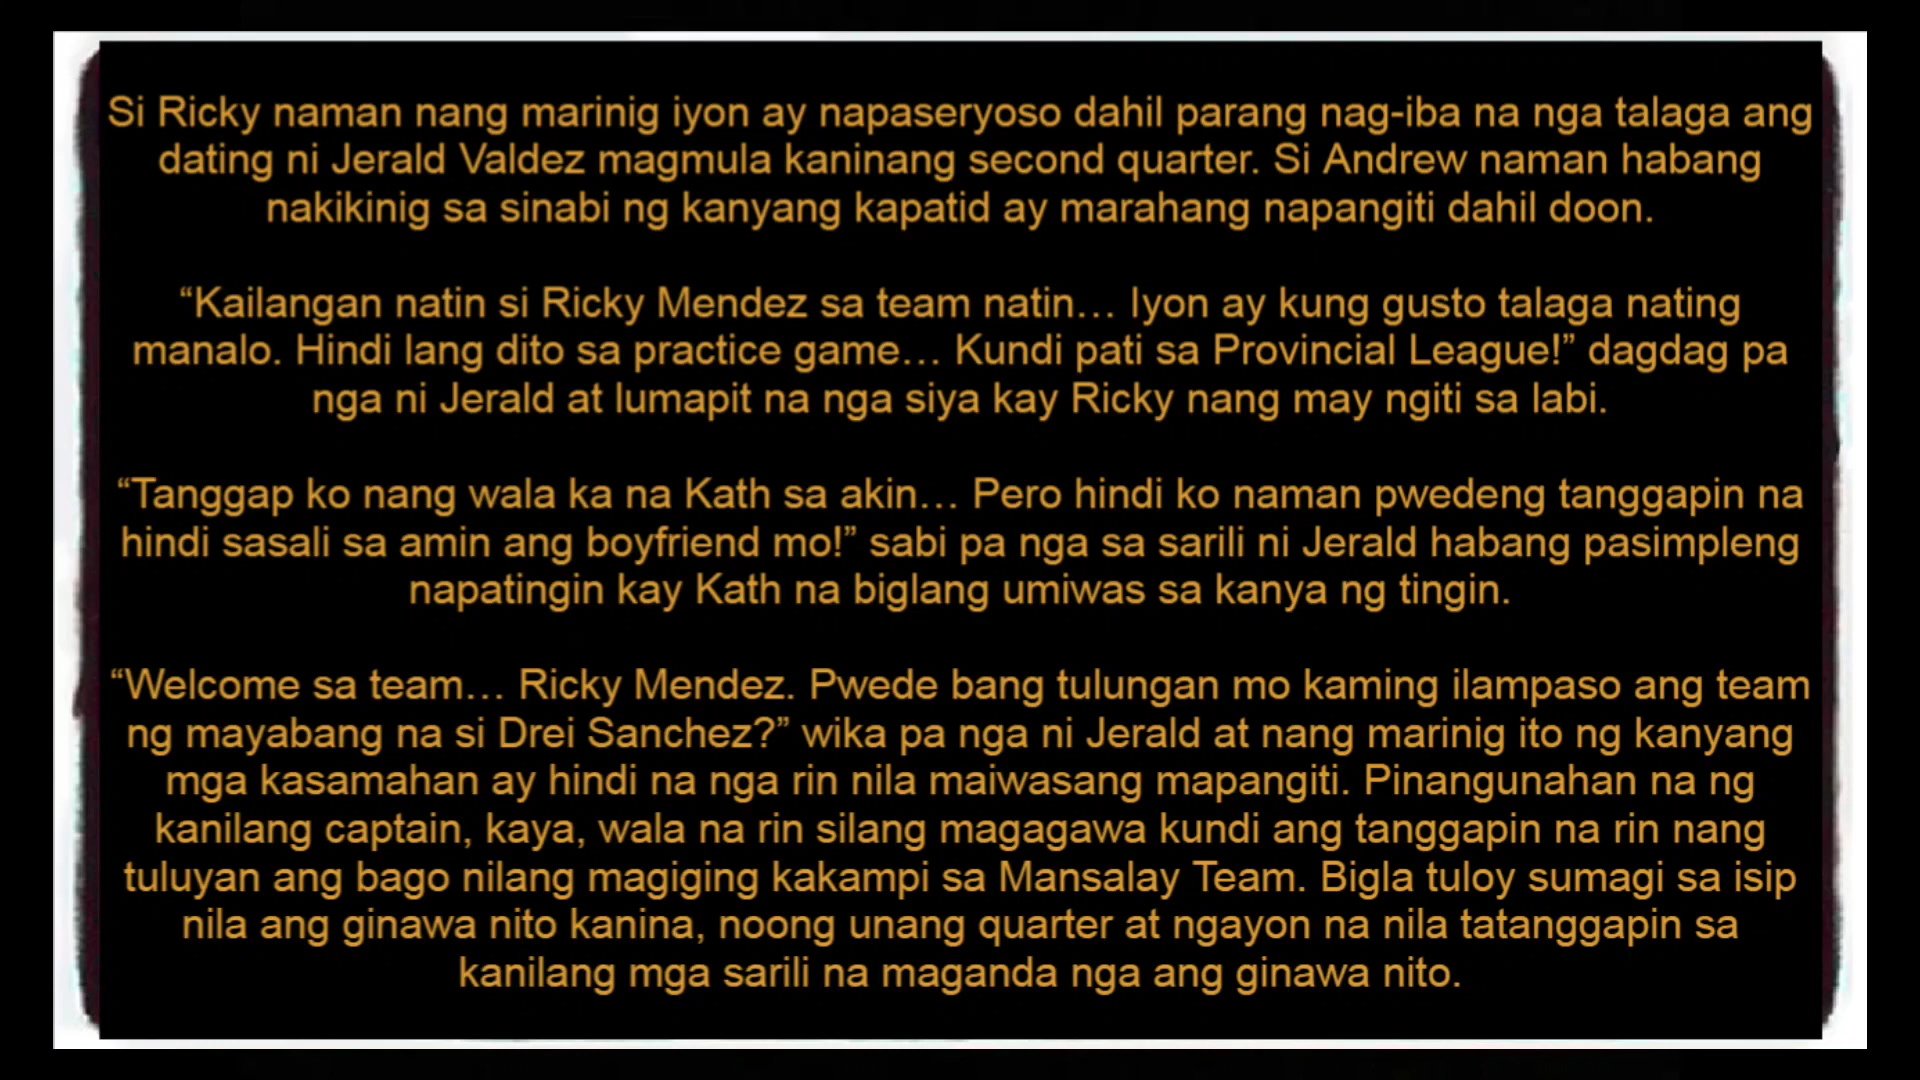 Si Ricky naman nang marinig iyon ay napaseryoso dahil parang nag-iba na nga talaga ang
dating ni Jerald Valdez magmula kaninang second quarter. Si Andrew naman habang
nakikinig sa sinabi ng kanyang kapatid ay marahang napangiti dahil doon.
“Kailangan natin si Ricky Mendez sa team natin… Iyon ay kung gusto talaga nating
manalo. Hindi lang dito sa practice game… Kundi pati sa Provincial League!” dagdag pa
nga ni Jerald at lumapit na nga siya kay Ricky nang may ngiti sa labi.
“Tanggap ko nang wala ka na Kath sa akin… Pero hindi ko naman pwedeng tanggapin na
hindi sasali sa amin ang boyfriend mo!” sabi pa nga sa sarili ni Jerald habang pasimpleng
napatingin kay Kath na biglang umiwas sa kanya ng tingin.
“Welcome sa team… Ricky Mendez. Pwede bang tulungan mo kaming ilampaso ang team
ng mayabang na si Drei Sanchez?” wika pa nga ni Jerald at nang marinig ito ng kanyang
mga kasamahan ay hindi na nga rin nila maiwasang mapangiti. Pinangunahan na ng
kanilang captain, kaya, wala na rin silang magagawa kundi ang tanggapin na rin nang
tuluyan ang bago nilang magiging kakampi sa Mansalay Team. Bigla tuloy sumagi sa isip
nila ang ginawa nito kanina, noong unang quarter at ngayon na nila tatanggapin sa
kanilang mga sarili na maganda nga ang ginawa nito.